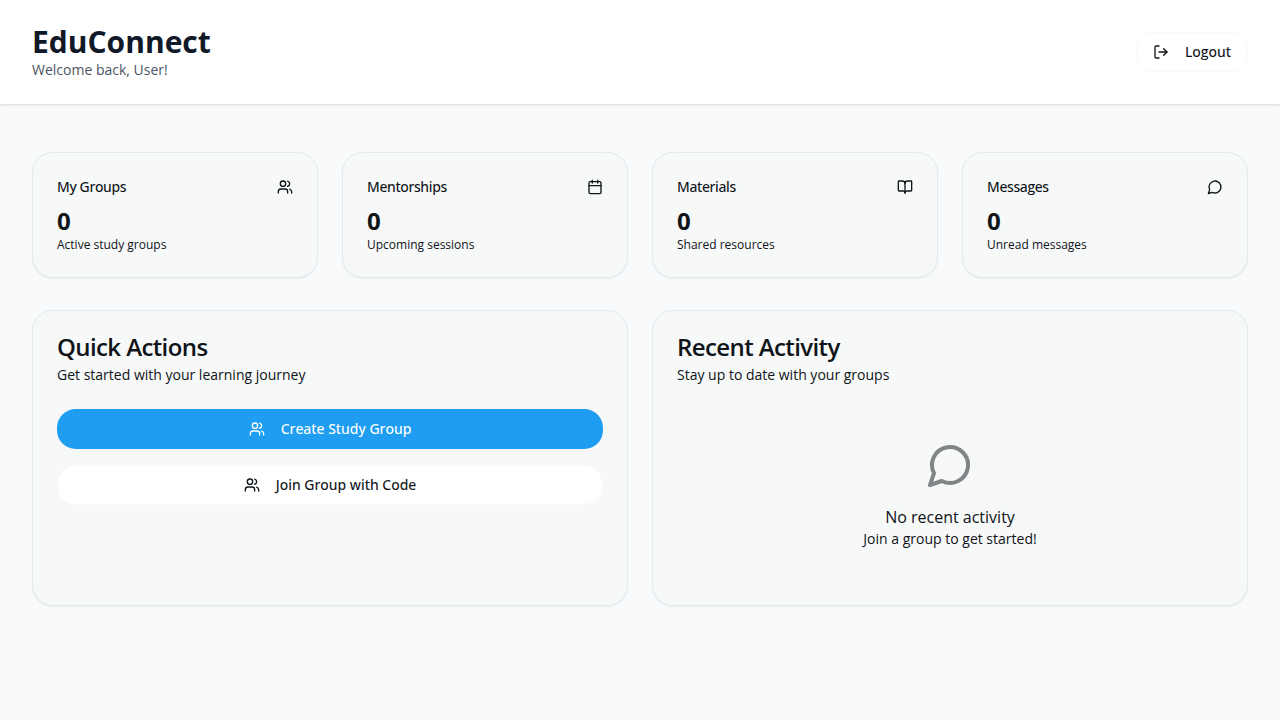 EduConnect
Welcome back, User!
Logout
My Groups
0
Active study groups
Mentorships
0
Upcoming sessions
Materials
0
Shared resources
Messages
0
Unread messages
Quick Actions
Get started with your learning journey
Create Study Group
Join Group with Code
Recent Activity
Stay up to date with your groups
No recent activity
Join a group to get started!